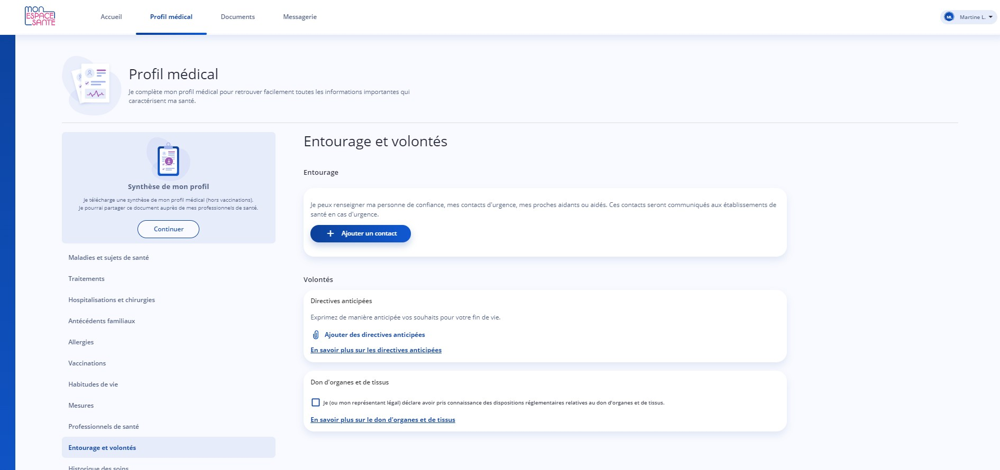 MON
ESPACE
SANTÉ
Accueil
Profil médical
Documents
Messagerie
ML
Martine L.
Profil médical
Je complète mon profil médical pour retrouver facilement toutes les informations importantes qui
caractérisent ma santé.
Synthèse de mon profil
Je télécharge une synthèse de mon profil médical (hors vaccinations).
Je pourrai partager ce document auprès de mes professionnels de santé.
Continuer
Maladies et sujets de santé
Traitements
Hospitalisations et chirurgies
Antécédents familiaux
Allergies
Vaccinations
Habitudes de vie
Mesures
Professionnels de santé
Entourage et volontés
Historique des soins
Entourage et volontés
Entourage
Je peux renseigner ma personne de confiance, mes contacts d'urgence, mes proches aidants ou aidés. Ces contacts seront communiqués aux établissements de
santé en cas d'urgence.
Ajouter un contact
Volontés
Directives anticipées
Exprimez de manière anticipée vos souhaits pour votre fin de vie.
Ajouter des directives anticipées
En savoir plus sur les directives anticipées
Don d'organes et de tissus
Je (ou mon représentant légal) déclare avoir pris connaissance des dispositions réglementaires relatives au don d'organes et de tissus.
En savoir plus sur le don d'organes et de tissus